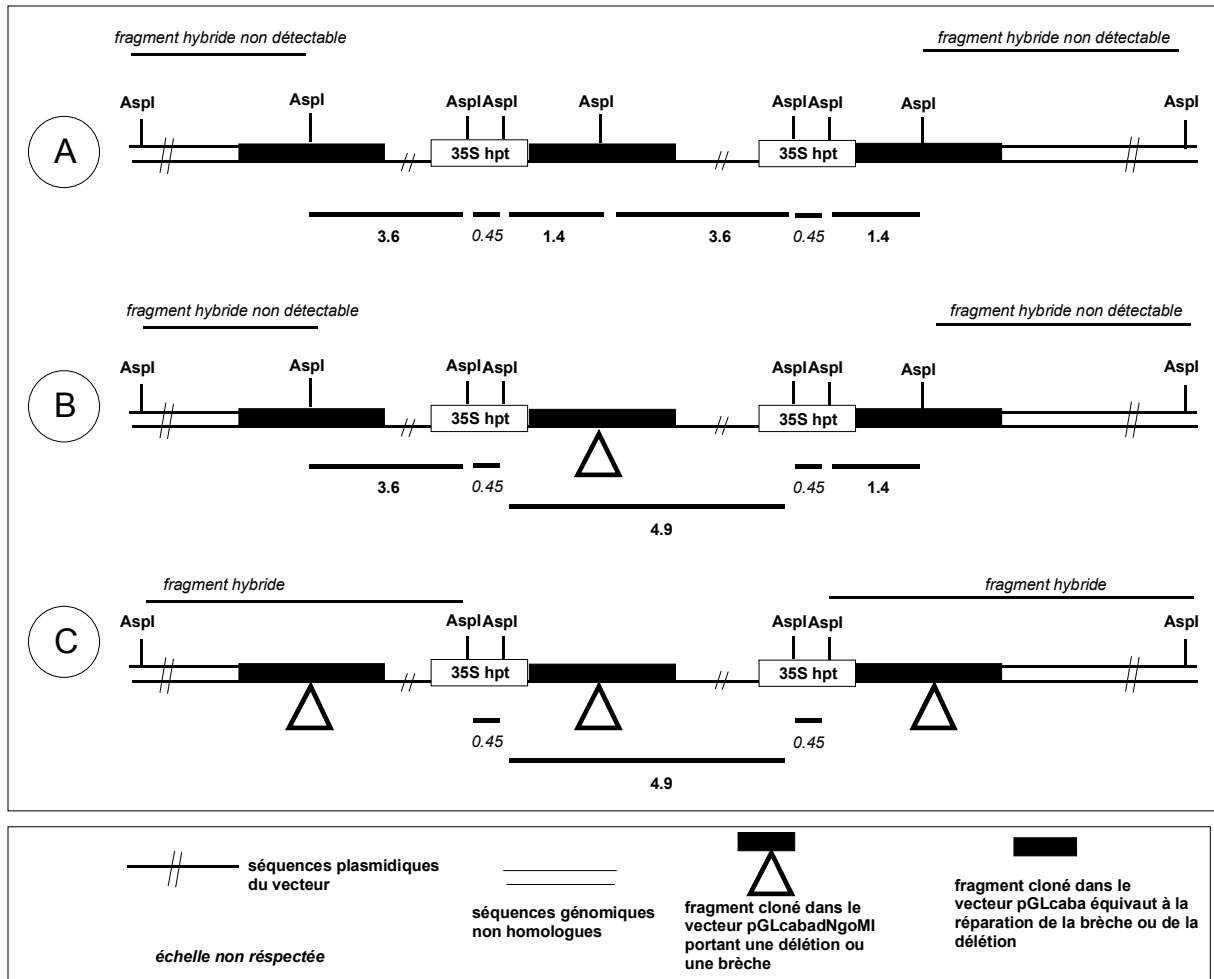 fragment hybride non détectable
fragment hybride non détectable
AspI
AspI
AspI AspI
AspI
AspI AspI
AspI
AspI
A
35S hpt
35S hpt
3.6
0.45
1.4
3.6
0.45
1.4
fragment hybride non détectable
fragment hybride non détectable
AspI
AspI
AspI AspI
AspI AspI
AspI
AspI
B
35S hpt
35S hpt
3.6
0.45
0.45
1.4
4.9
fragment hybride
fragment hybride
AspI
AspI AspI
AspI AspI
AspI
C
35S hpt
35S hpt
0.45
0.45
4.9
séquences plasmidiques
du vecteur
échelle non réspectée
séquences génomiques
non homologues
fragment cloné dans le
vecteur pGLcabadNgoMI
portant une délétion ou
une brèche
fragment cloné dans le
vecteur pGLcaba équivaut à la
réparation de la brèche ou de la
délétion